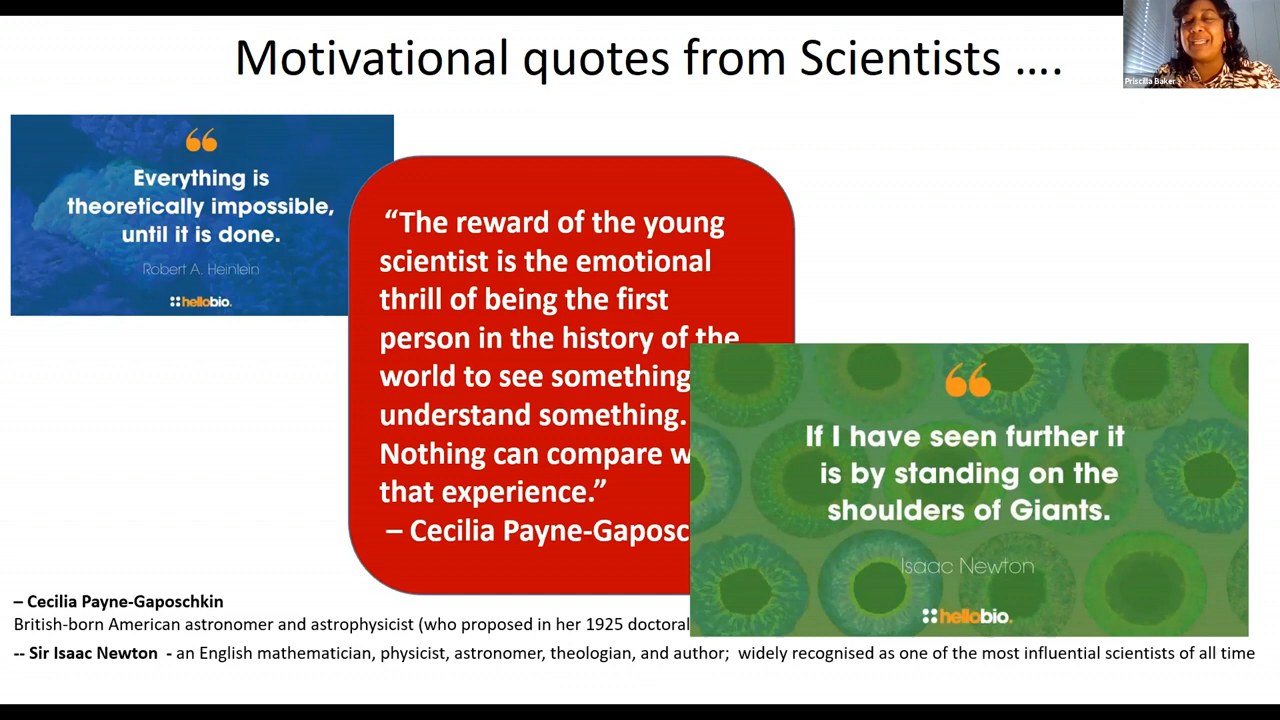 Motivational quotes from Scientists ….
Priscilla Baker
Everything is
theoretically impossible,
until it is done.
Robert A. Heinlein
hellobio.
“The reward of the young
scientist is the emotional
thrill of being the first
person in the history of the
world to see something
understand something.
Nothing can compare w
that experience.”
– Cecilia Payne-Gaposc
If I have seen further it
is by standing on the
shoulders of Giants.
Isaac Newton
hellobio.
– Cecilia Payne-Gaposchkin
British-born American astronomer and astrophysicist (who proposed in her 1925 doctoral
-- Sir Isaac Newton - an English mathematician, physicist, astronomer, theologian, and author; widely recognised as one of the most influential scientists of all time